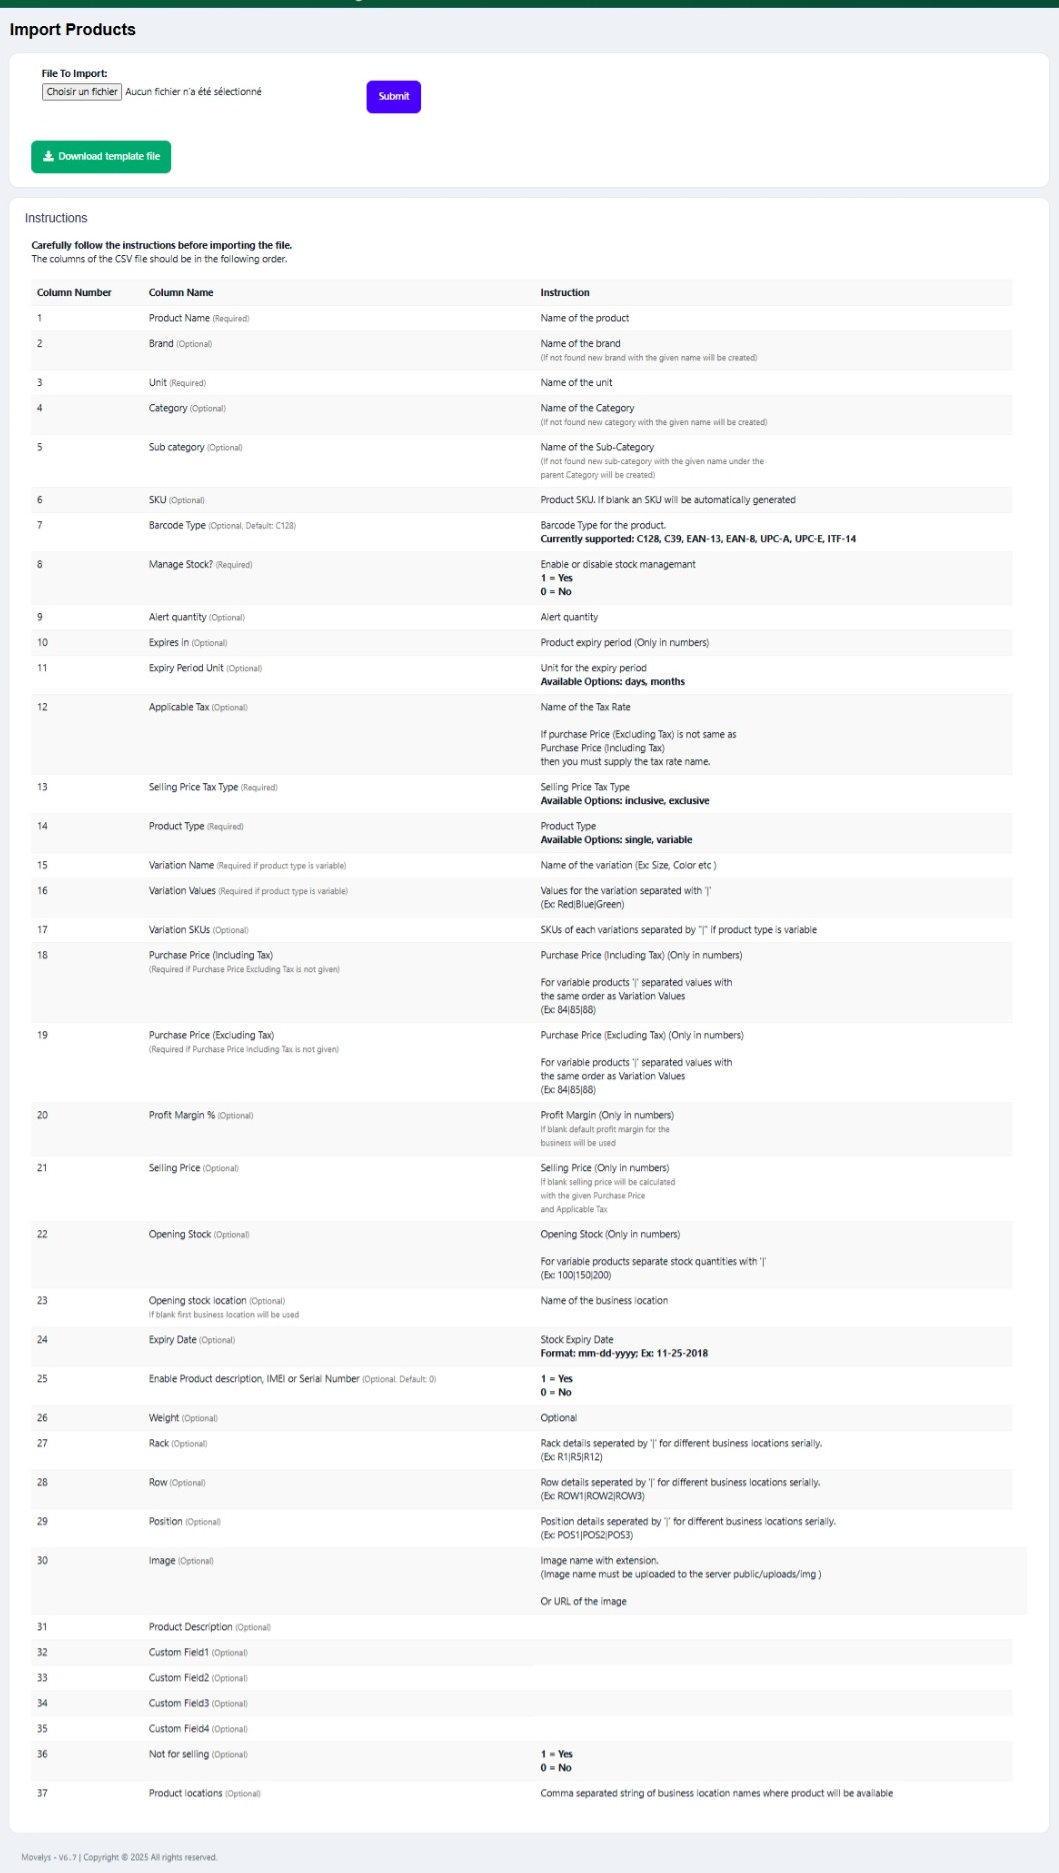 Import Products
File To Import:
Choisir un fichier Aucun fichier n'a été sélectionné
Submit
Download template file
Instructions
Carefully follow the instructions before importing the file.
The columns of the CSV file should be in the following order.
Column Number Column Name Instruction
1 Product Name (Required) Name of the product
2 Brand (Optional) Name of the brand
(If not found new brand with the given name will be created)
3 Unit (Required) Name of the unit
4 Category (Optional) Name of the Category
(If not found new category with the given name will be created)
5 Sub category (Optional) Name of the Sub-Category
(If not found new sub-category with the given name under the
parent Category will be created)
6 SKU (Optional) Product SKU. If blank an SKU will be automatically generated
7 Barcode Type (Optional, Default: C128) Barcode Type for the product.
Currently supported: C128, C39, EAN-13, EAN-8, UPC-A, UPC-E, ITF-14
8 Manage Stock? (Required) Enable or disable stock managemant
1 = Yes
0 = No
9 Alert quantity (Optional) Alert quantity
10 Expires in (Optional) Product expiry period (Only in numbers)
11 Expiry Period Unit (Optional) Unit for the expiry period
Available Options: days, months
12 Applicable Tax (Optional) Name of the Tax Rate
If purchase Price (Excluding Tax) is not same as
Purchase Price (Including Tax)
then you must supply the tax rate name.
13 Selling Price Tax Type (Required) Selling Price Tax Type
Available Options: inclusive, exclusive
14 Product Type (Required) Product Type
Available Options: single, variable
15 Variation Name (Required if product type is variable) Name of the variation (Ex: Size, Color etc )
16 Variation Values (Required if product type is variable) Values for the variation separated with '|'
(Ex: Red|Blue|Green)
17 Variation SKUs (Optional) SKUs of each variations separated by "|" if product type is variable
18 Purchase Price (Including Tax) Purchase Price (Including Tax) (Only in numbers)
(Required if Purchase Price Excluding Tax is not given)
For variable products '|' separated values with
the same order as Variation Values
(Ex: 84|85|88)
19 Purchase Price (Excluding Tax) Purchase Price (Excluding Tax) (Only in numbers)
(Required if Purchase Price Including Tax is not given)
For variable products '|' separated values with
the same order as Variation Values
(Ex: 84|85|88)
20 Profit Margin % (Optional) Profit Margin (Only in numbers)
If blank default profit margin for the
business will be used
21 Selling Price (Optional) Selling Price (Only in numbers)
If blank selling price will be calculated
with the given Purchase Price
and Applicable Tax
22 Opening Stock (Optional) Opening Stock (Only in numbers)
For variable products separate stock quantities with '|'
(Ex: 100|150|200)
23 Opening stock location (Optional) Name of the business location
If blank first business location will be used
24 Expiry Date (Optional) Stock Expiry Date
Format: mm-dd-yyyy; Ex: 11-25-2018
25 Enable Product description, IMEI or Serial Number (Optional, Default: 0) 1 = Yes
0 = No
26 Weight (Optional) Optional
27 Rack (Optional) Rack details seperated by '|' for different business locations serially.
(Ex: R1|R5|R12)
28 Row (Optional) Row details seperated by '|' for different business locations serially.
(Ex: ROW1|ROW2|ROW3)
29 Position (Optional) Position details seperated by '|' for different business locations serially.
(Ex: POS1|POS2|POS3)
30 Image (Optional) Image name with extension.
(Image name must be uploaded to the server public/uploads/img )
Or URL of the image
31 Product Description (Optional)
32 Custom Field1 (Optional)
33 Custom Field2 (Optional)
34 Custom Field3 (Optional)
35 Custom Field4 (Optional)
36 Not for selling (Optional) 1 = Yes
0 = No
37 Product locations (Optional) Comma separated string of business location names where product will be available
Movelys - V6.7 | Copyright © 2025 All rights reserved.